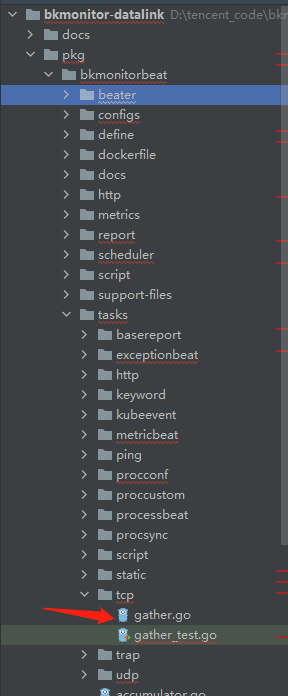 bkmonitor-datalink D:\tencent_code\bkm
docs
pkg
bkmonitorbeat
beater
configs
define
dockerfile
docs
http
metrics
report
scheduler
script
support-files
tasks
basereport
exceptionbeat
http
keyword
kubeevent
metricbeat
ping
procconf
proccustom
processbeat
procsync
script
static
tcp
gather.go
gather_test.go
trap
udp
accumulator.go